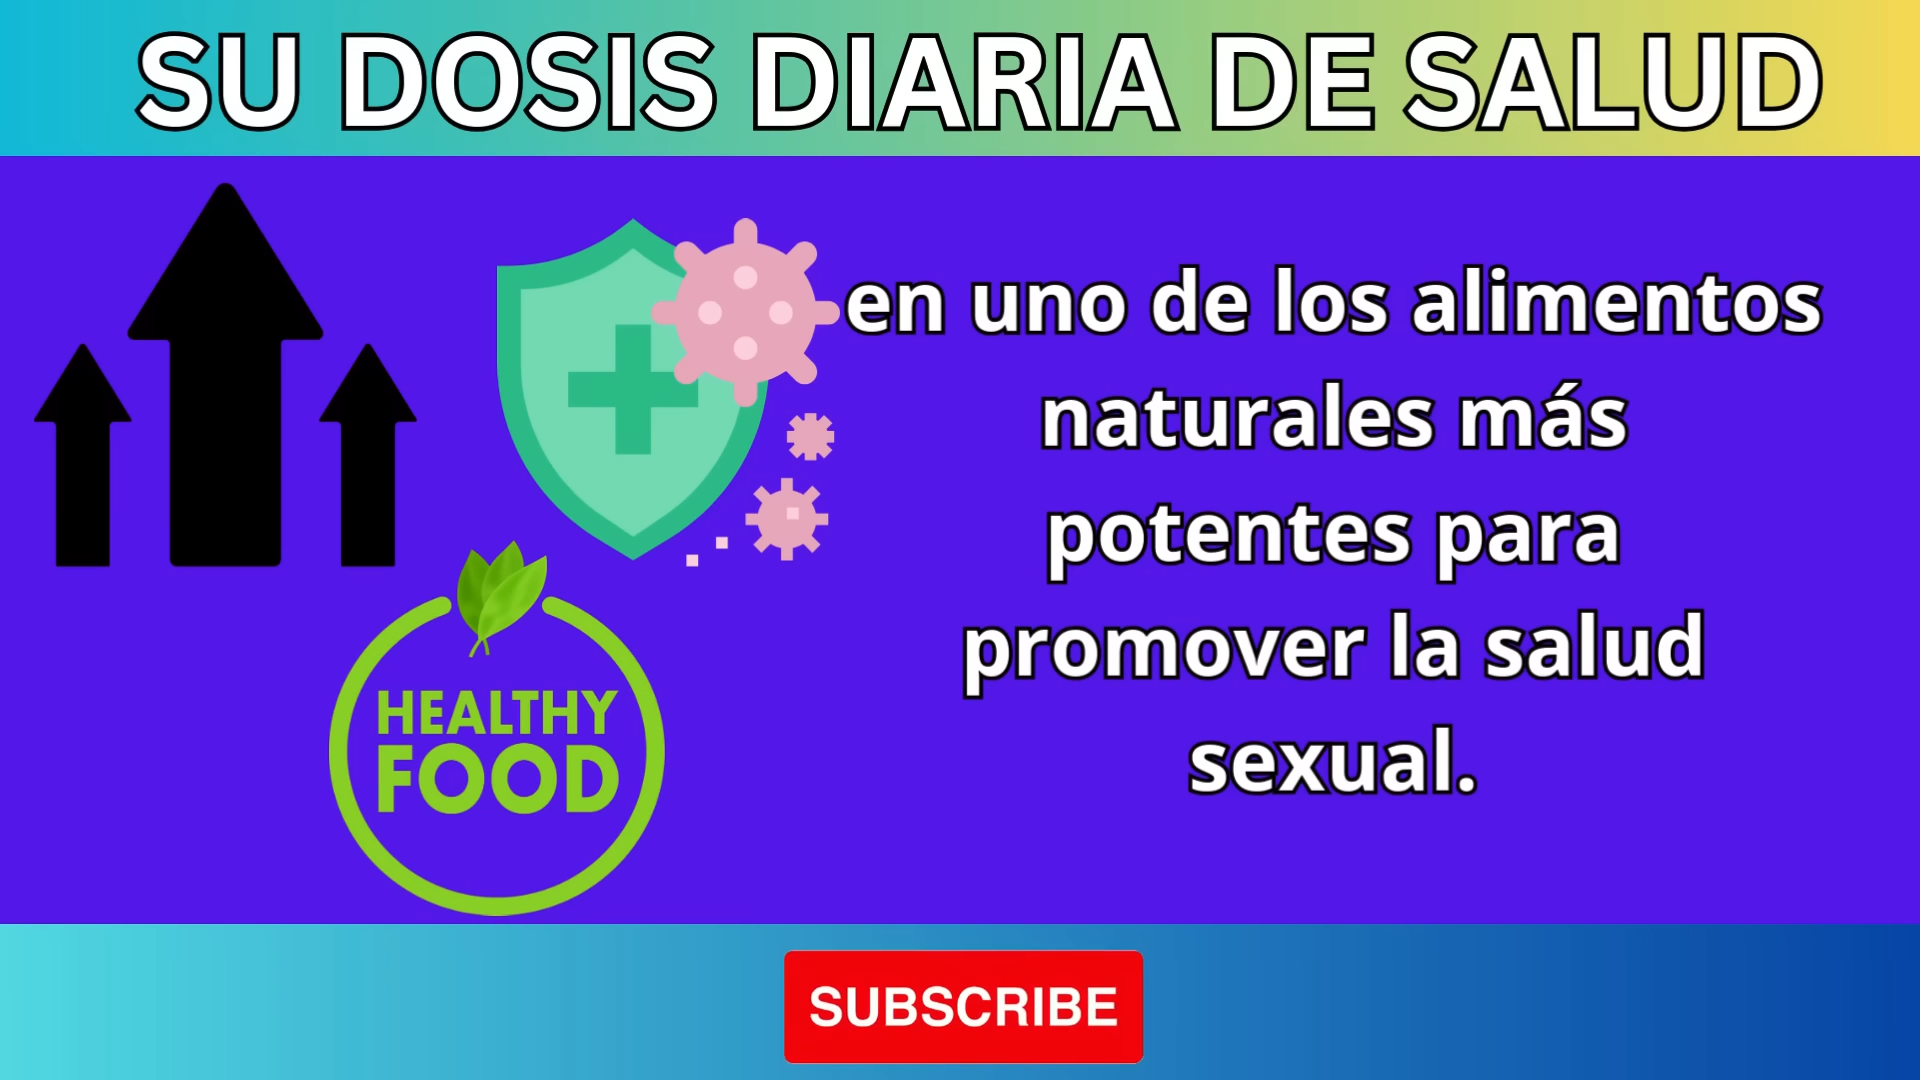 SU DOSIS DIARIA DE SALUD
en uno de los alimentos
naturales más
potentes para
promover la salud
sexual.
HEALTHY
FOOD
SUBSCRIBE